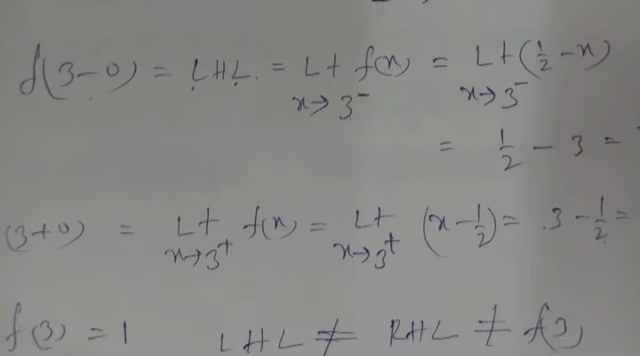 f(3-0) = LHL = Lt f(x) = Lt (1/2 - x)
x→3⁻ x→3⁻
= 1/2 - 3 =
(3+0) = Lt f(x) = Lt (x - 1/2) = 3 - 1/2 =
x→3⁺ x→3⁺
f(3) = 1 LHL ≠ RHL ≠ f(3)